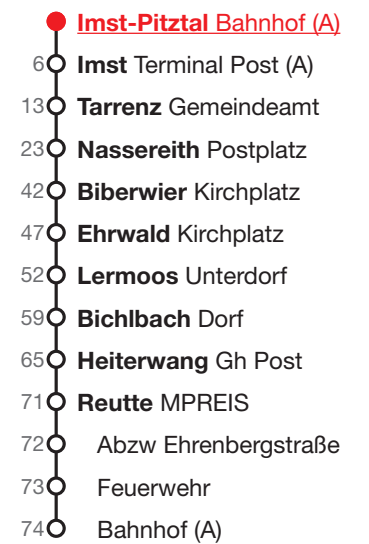 Imst-Pitztal Bahnhof (A)
6 Imst Terminal Post (A)
13 Tarrenz Gemeindeamt
23 Nassereith Postplatz
42 Biberwier Kirchplatz
47 Ehrwald Kirchplatz
52 Lermoos Unterdorf
59 Bichlbach Dorf
65 Heiterwang Gh Post
71 Reutte MPREIS
72 Abzw Ehrenbergstraße
73 Feuerwehr
74 Bahnhof (A)